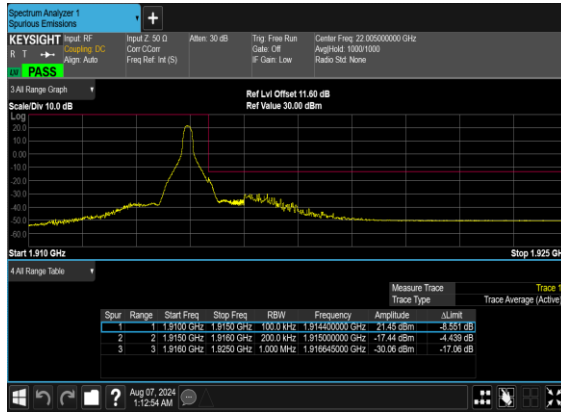 Spectrum Analyzer 1
Spurious Emissions
+
KEYSIGHT Input: RF Input Z: 50 Ω Atten: 30 dB Trig: Free Run Center Freq: 22.005000000 GHz
R T Coupling: DC Corr CCorr Gate: Off Avg|Hold: 1000/1000
Align: Auto Freq Ref: Int (S) IF Gain: Low Radio Std: None
PASS
3 All Range Graph Ref Lvl Offset 11.60 dB
Scale/Div 10.0 dB Ref Value 30.00 dBm
Log
20.0
10.0
0.00
-10.0
-20.0
-30.0
-40.0
-50.0
-60.0
Start 1.910 GHz Stop 1.925 GH
4 All Range Table
Measure Trace Trace 1
Trace Type Trace Average (Active)
Spur Range Start Freq Stop Freq RBW Frequency Amplitude ΔLimit
1 1 1.9100 GHz 1.9150 GHz 100.0 kHz 1.914400000 GHz 21.45 dBm -8.551 dB
2 2 1.9150 GHz 1.9160 GHz 200.0 kHz 1.915000000 GHz -17.44 dBm -4.439 dB
3 3 1.9160 GHz 1.9250 GHz 1.000 MHz 1.916645000 GHz -30.06 dBm -17.06 dB
? Aug 07, 2024
1:12:54 AM